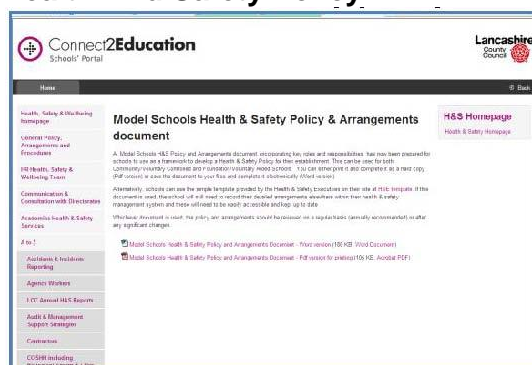 Connect2Education
Schools' Portal
Lancashire
County
Council
Home
Back
Health, Safety & Wellbeing
homepage
General Policy,
Arrangements and
Procedures
HR Health, Safety &
Wellbeing Team
Communication &
Consultation with Directorates
Academies Health & Safety
Services
A to Z
Accidents & Incidents
Reporting
Agency Workers
LCC Annual H&S Reports
Audit & Management
Support Strategies
Contractors
COSHH including
Model Schools Health & Safety Policy & Arrangements
document
A Model Schools H&S Policy and Arrangements document, incorporating key roles and responsibilities has now been prepared for
schools to use as a framework to develop a Health & Safety Policy for their establishment. This can be used for both
Community/Voluntary Controlled and Foundation/Voluntary Aided Schools. You can either print it and complete it as a hard copy
(Pdf version) or save the document to your files and complete it electronically (Word version).
Alternatively, schools can use the simple template provided by the Health & Safety Executive on their site at HSE template. If this
document is used, the school will still need to record their detailed arrangements elsewhere within their health & safety
management system and these will need to be easily accessible and kept up to date.
Whichever document is used, the policy and arrangements should be reviewed on a regular basis (annually recommended) or after
any significant changes.
Model Schools Health & Safety Policy and Arrangements Document - Word version (186 KB, Word Document)
Model Schools Health & Safety Policy and Arrangements Document - Pdf version for printing (106 KB, Acrobat PDF)
H&S Homepage
Health & Safety Homepage